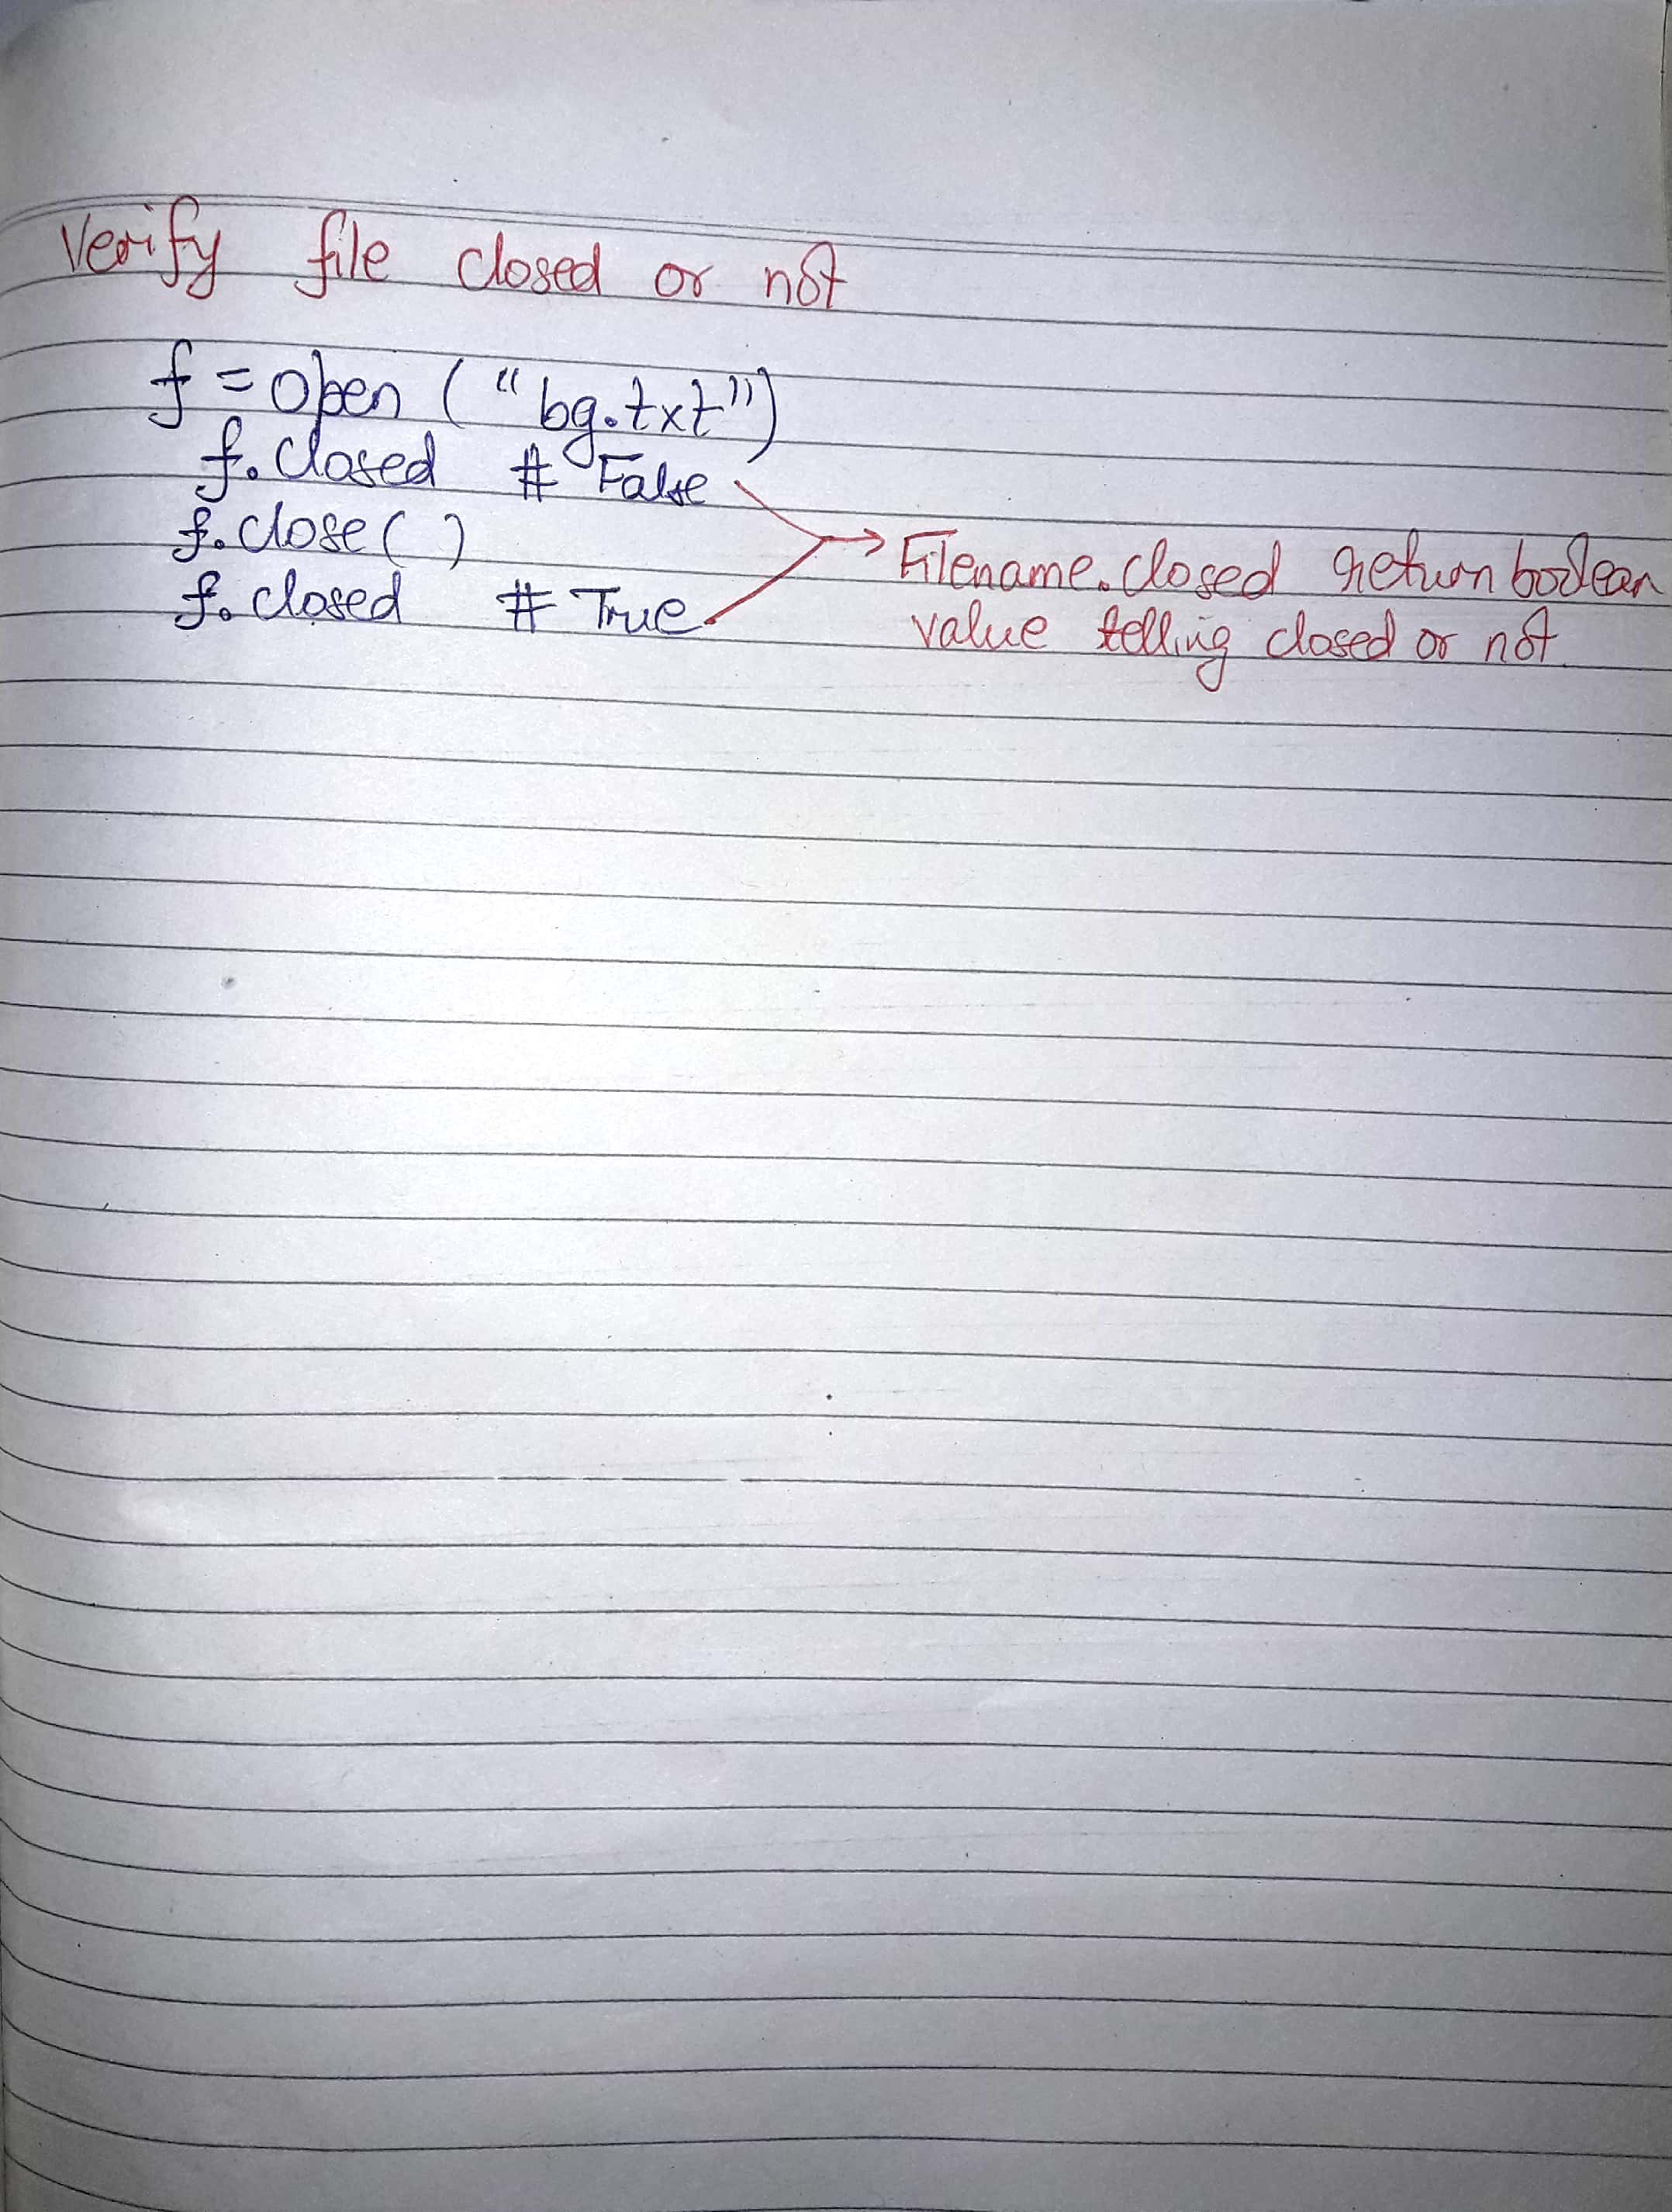 Verify file closed or not
f = open ("bg.txt")
f.closed # False
f.close()
f.closed # True
→ Filename.closed return boolean
value telling closed or not